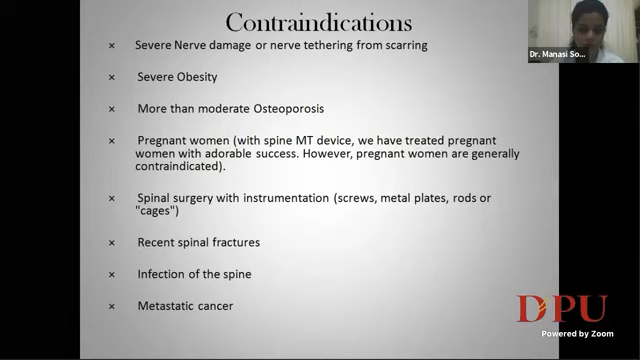 Contraindications
× Severe Nerve damage or nerve tethering from scarring
× Severe Obesity
× More than moderate Osteoporosis
× Pregnant women (with spine MT device, we have treated pregnant
women with adorable success. However, pregnant women are generally
contraindicated).
× Spinal surgery with instrumentation (screws, metal plates, rods or
"cages")
× Recent spinal fractures
× Infection of the spine
× Metastatic cancer
Dr. Manasi So...
DPU
Powered by Zoom